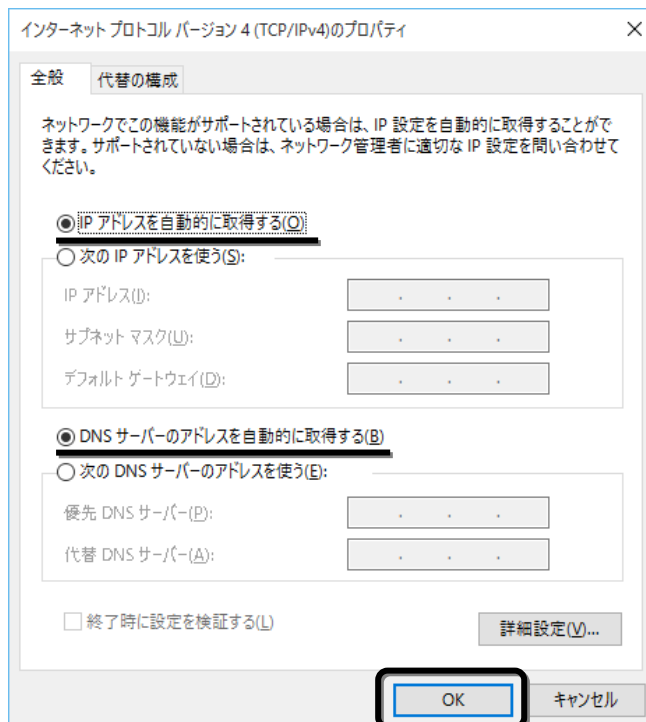 インターネット プロトコル バージョン 4 (TCP/IPv4)のプロパティ
全般
代替の構成
ネットワークでこの機能がサポートされている場合は、IP 設定を自動的に取得することがで
きます。サポートされていない場合は、ネットワーク管理者に適切な IP 設定を問い合わせて
ください。
IP アドレスを自動的に取得する(O)
次の IP アドレスを使う(S):
IP アドレス(I):
サブネット マスク(U):
デフォルト ゲートウェイ(D):
DNS サーバーのアドレスを自動的に取得する(B)
次の DNS サーバーのアドレスを使う(E):
優先 DNS サーバー(P):
代替 DNS サーバー(A):
終了時に設定を検証する(L)
詳細設定(V)...
OK
キャンセル